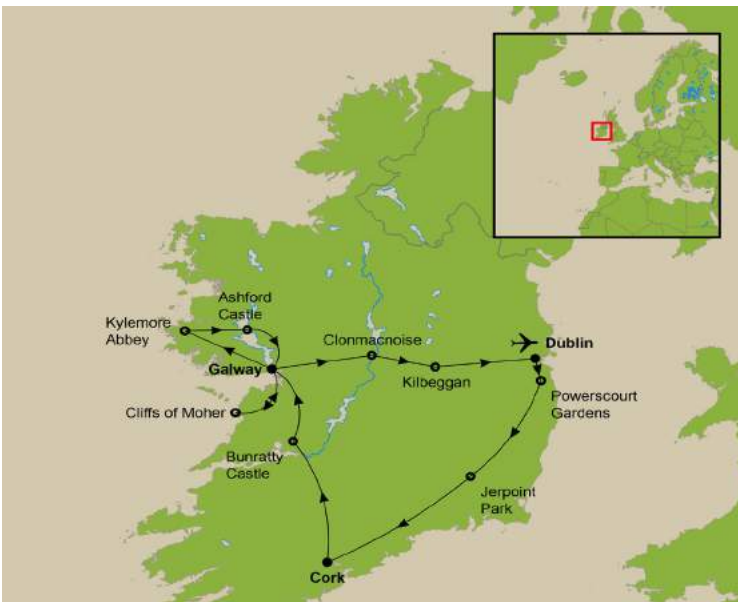 Ashford
Castle
Kylemore
Abbey
Clonmacnoise
Dublin
Galway
Kilbeggan
Powerscourt
Gardens
Cliffs of Moher
Bunratty
Castle
Jerpoint
Park
Cork